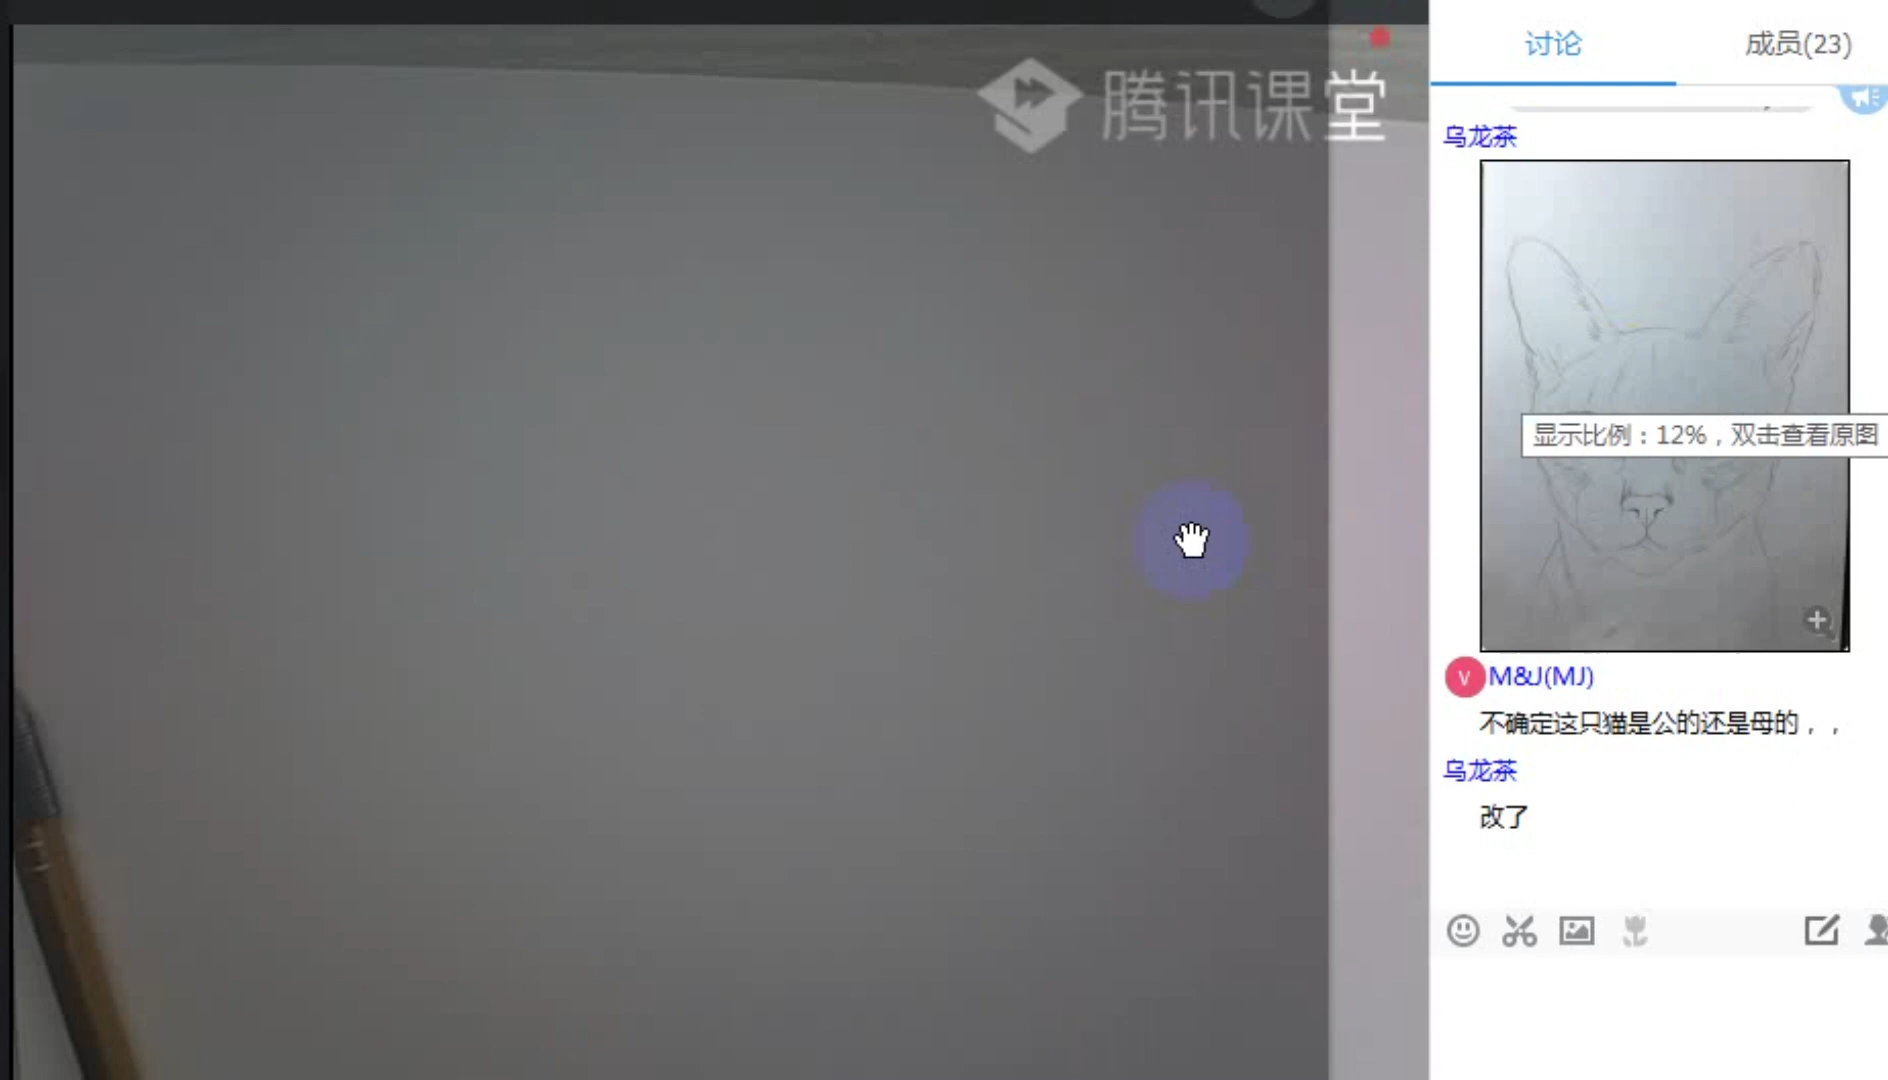 腾讯课堂
讨论
成员(23)
乌龙茶
显示比例：12%，双击查看原图
V
M&J(MJ)
不确定这只猫是公的还是母的，，
乌龙茶
改了